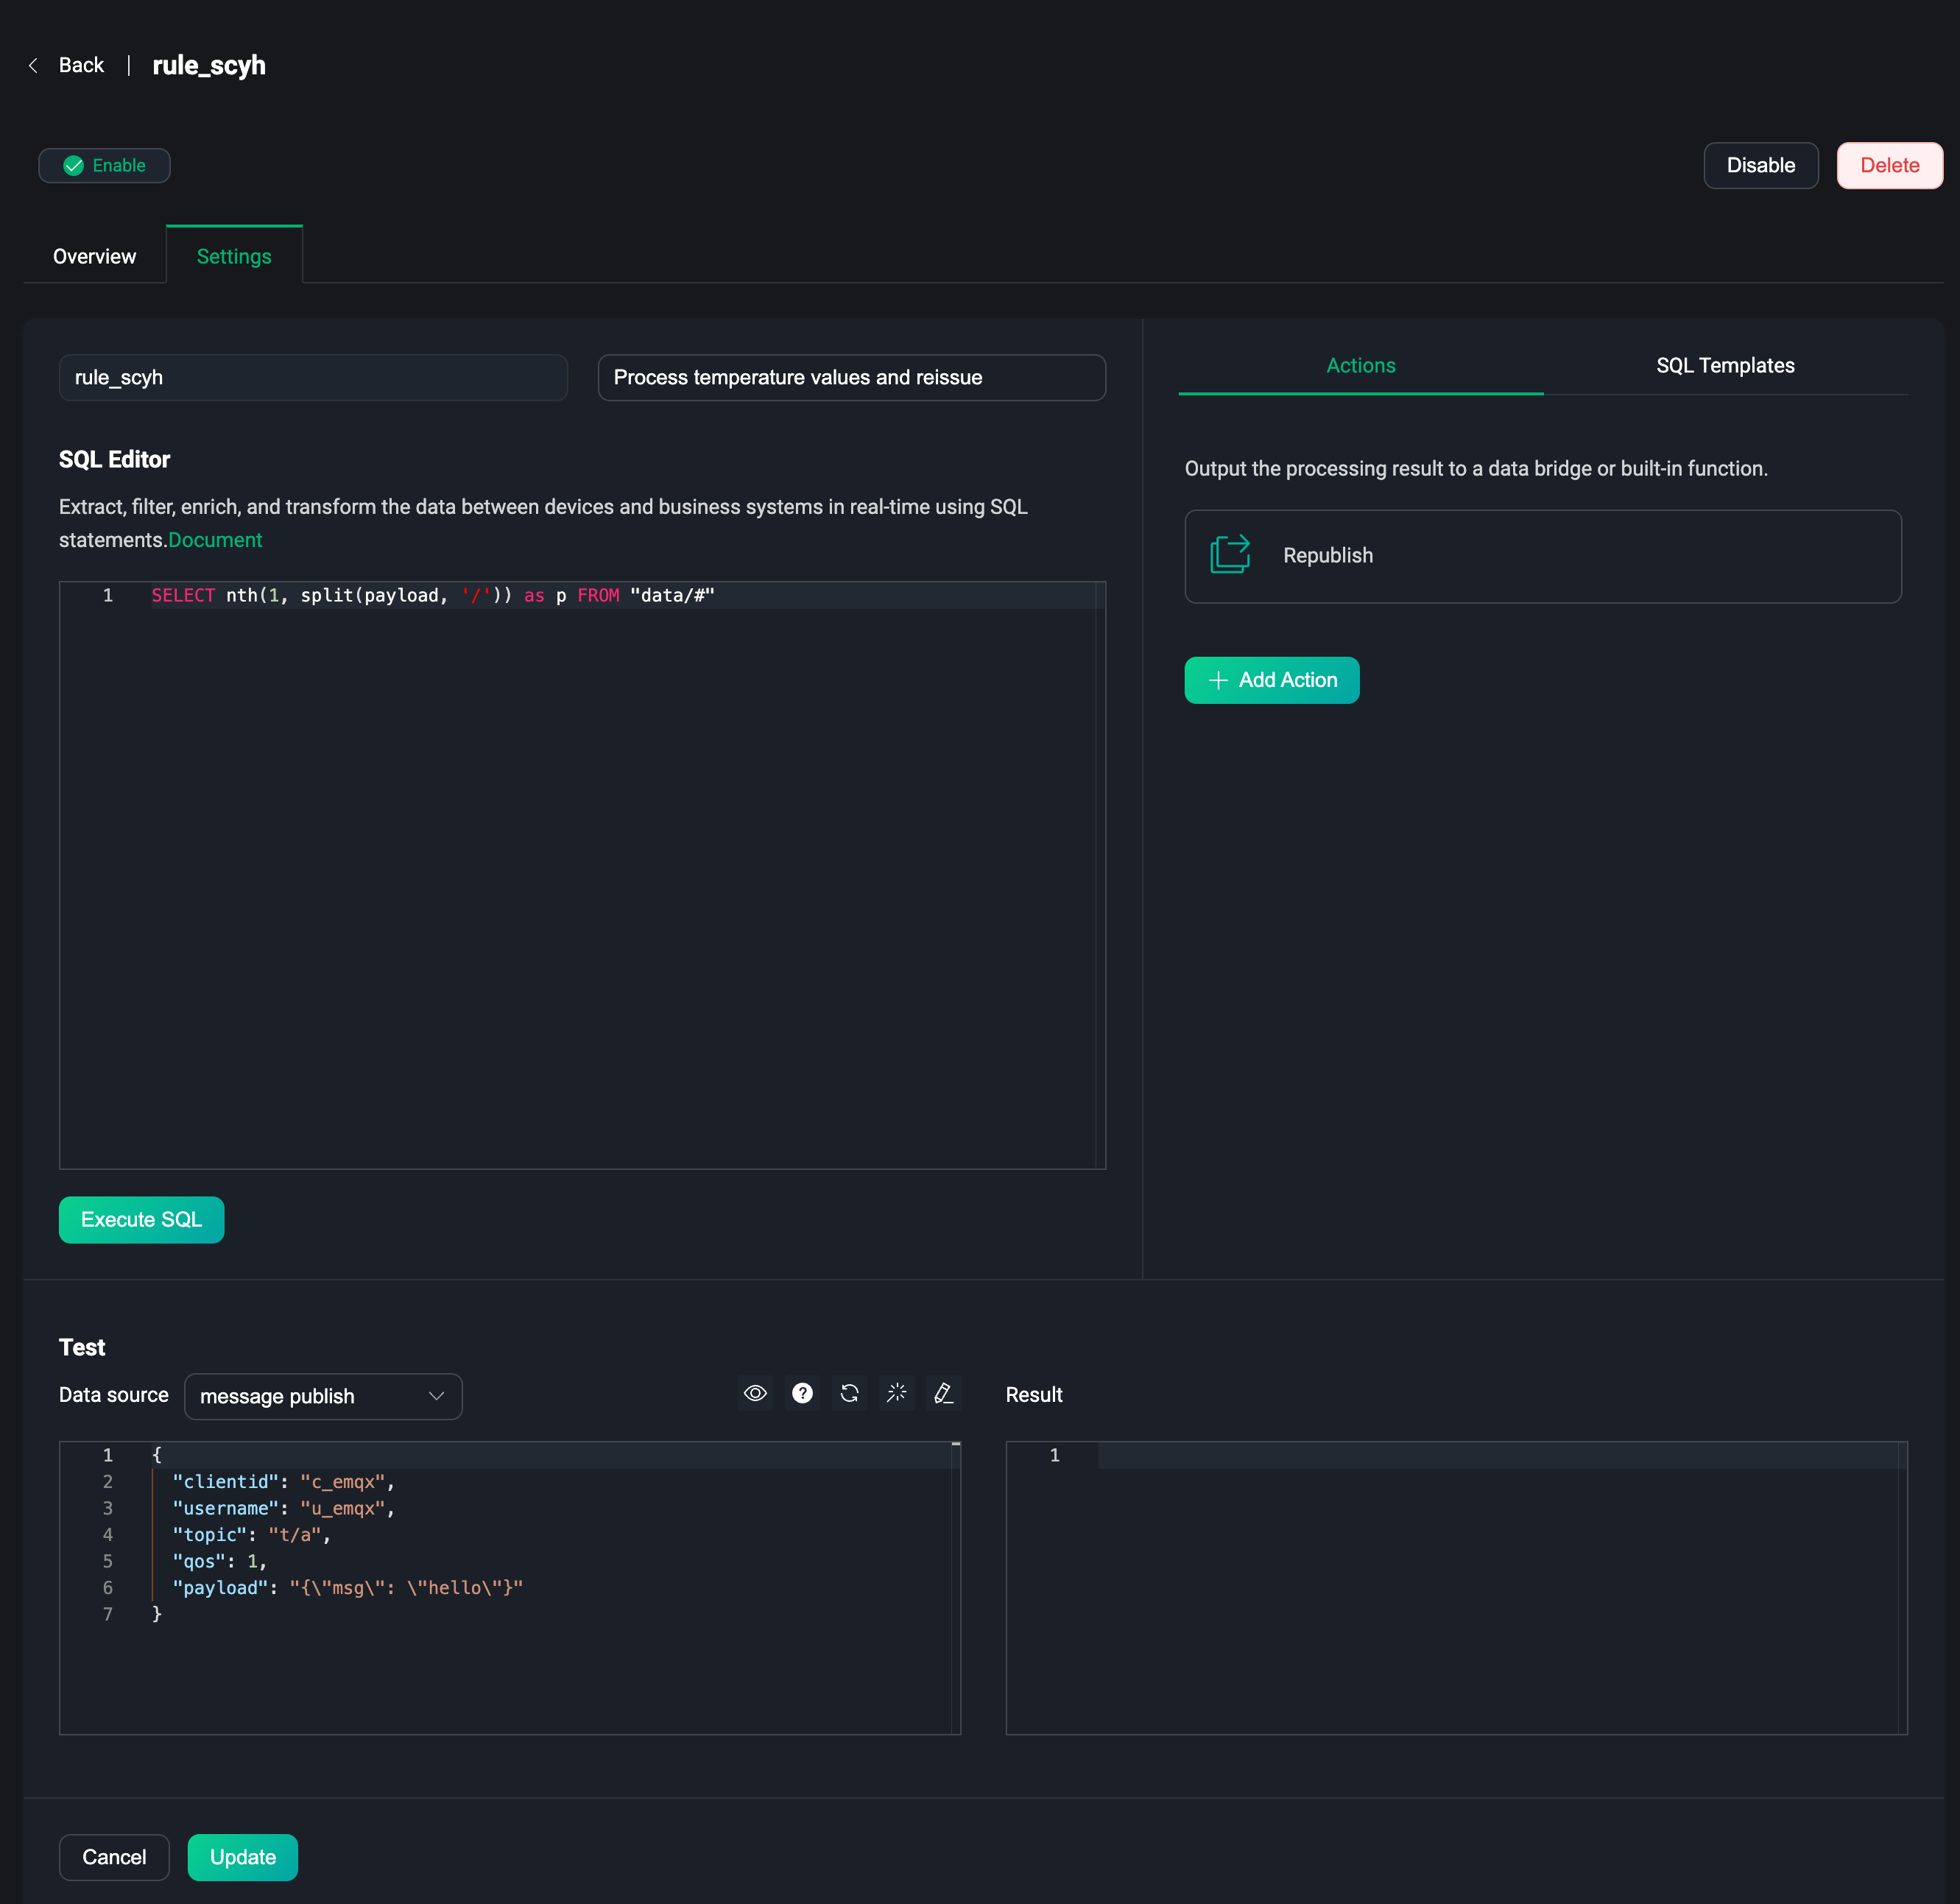 Back | rule_scyh
Enable
Disable
Delete
Overview
Settings
rule_scyh
Process temperature values and reissue
SQL Editor
Extract, filter, enrich, and transform the data between devices and business systems in real-time using SQL
statements.Document
1 SELECT nth(1, split(payload, '/')) as p FROM "data/#"
Execute SQL
Actions
SQL Templates
Output the processing result to a data bridge or built-in function.
Republish
+ Add Action
Test
Data source
message publish
?
Result
1 {
2 "clientid": "c_emqx",
3 "username": "u_emqx",
4 "topic": "t/a",
5 "qos": 1,
6 "payload": "{\"msg\": \"hello\"}"
7 }
1
Cancel
Update